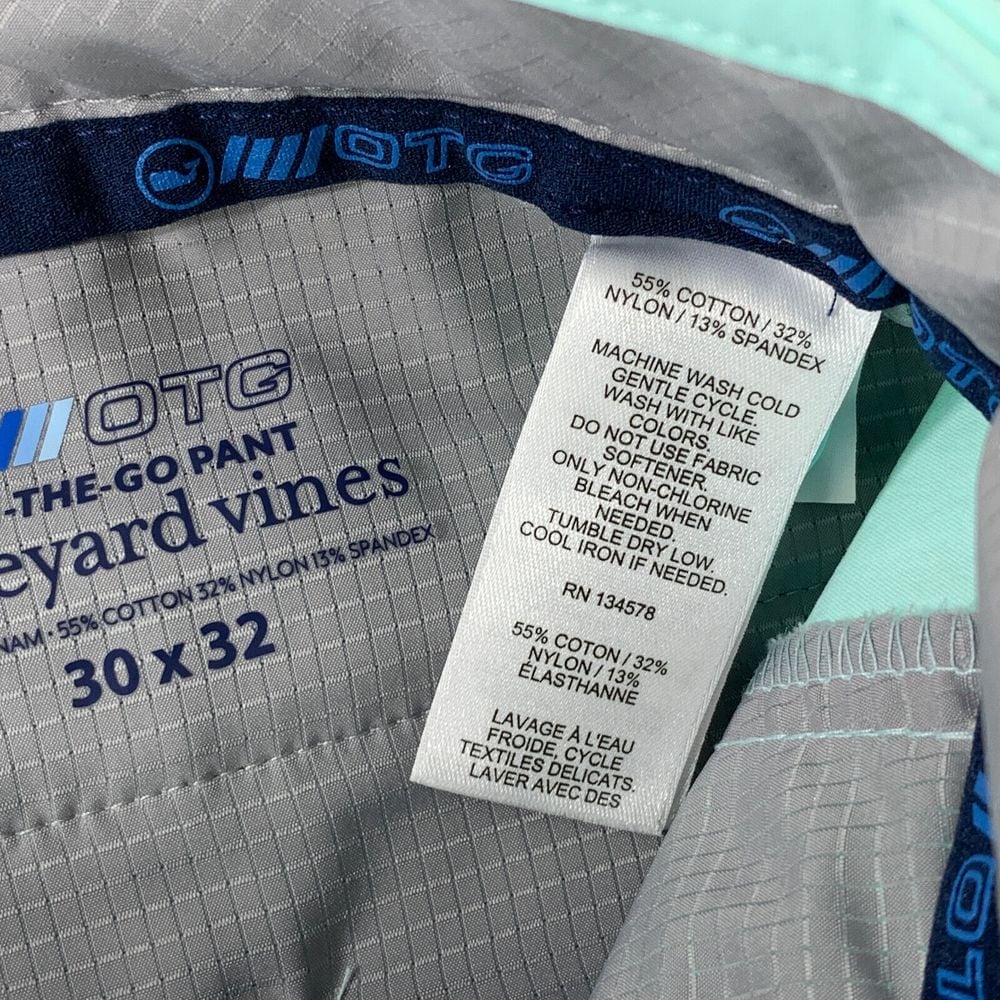 OTG
OTG
OTG
-THE-GO PANT
eyard vines
NAM · 55% COTTON 32% NYLON 13% SPANDEX
30 x 32
55% COTTON / 32%
NYLON / 13% SPANDEX
MACHINE WASH COLD
GENTLE CYCLE.
WASH WITH LIKE
COLORS.
DO NOT USE FABRIC
SOFTENER.
ONLY NON-CHLORINE
BLEACH WHEN
NEEDED.
TUMBLE DRY LOW.
COOL IRON IF NEEDED.
RN 134578
55% COTON / 32%
NYLON / 13%
ÉLASTHANNE
LAVAGE À L'EAU
FROIDE, CYCLE
TEXTILES DELICATS.
LAVER AVEC DES